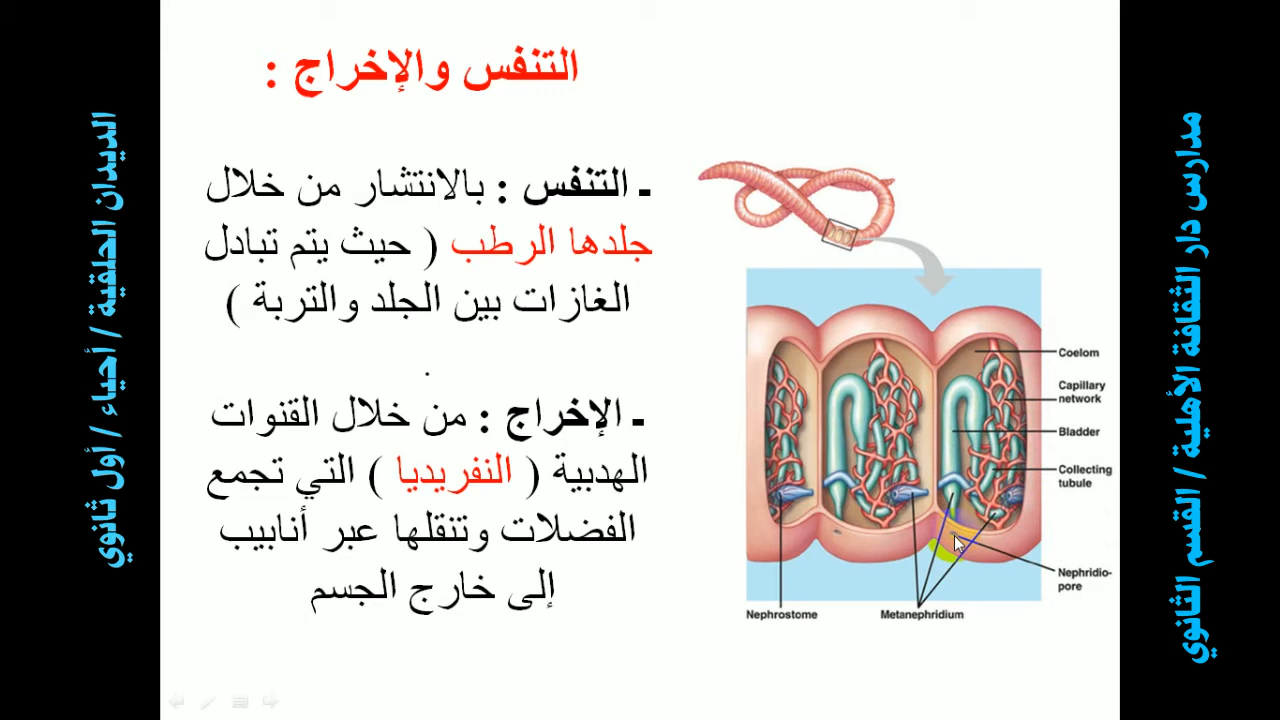 التنفس والإخراج :
ـ التنفس : بالانتشار من خلال
جلدها الرطب ( حيث يتم تبادل
الغازات بين الجلد والتربة )
.
ـ الإخراج : من خلال القنوات
الهدبية ( النفريديا ) التي تجمع
الفضلات وتنقلها عبر أنابيب
إلى خارج الجسم
Coelom
Capillary
network
Bladder
Collecting
tubule
Nephridio-
pore
Nephrostome
Metanephridium
مدارس دار الثقافة الأهلية / القسم الثانوي
الديدان الحلقية / أحياء / أول ثانوي